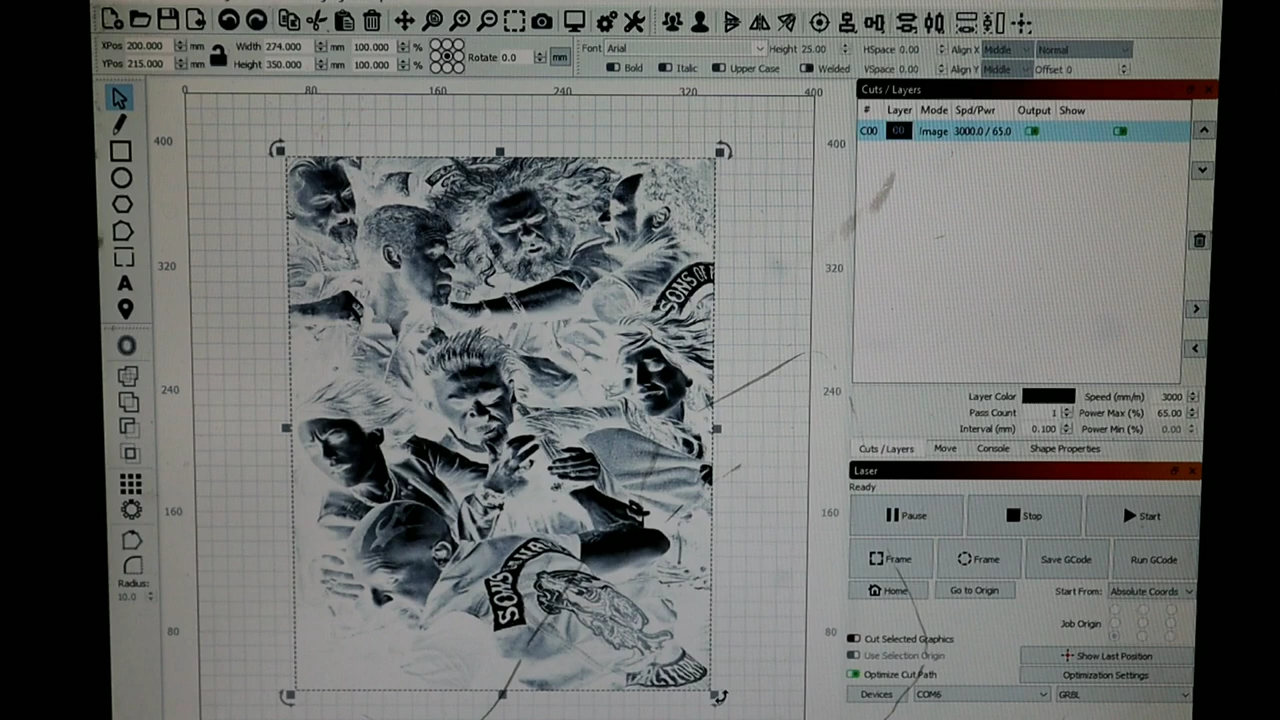 XPos 200.000 mm Width 274.000 mm 100.000 % Rotate 0.0 mm Font Arial Height 25.00 HSpace 0.00 Align X Middle Normal
YPos 215.000 mm Height 350.000 mm 100.000 % Bold Italic Upper Case Welded VSpace 0.00 Align Y Middle Offset 0
0 80 160 240 320 400
400 400
320 320
240 240
160 160
80 80
Radius:
10.0
SONS OF
SONS
Cuts / Layers
# Layer Mode Spd/Pwr Output Show
C00 00 Image 3000.0 / 65.0
Layer Color Speed (mm/m) 3000
Pass Count 1 Power Max (%) 65.00
Interval (mm) 0.100 Power Min (%) 0.00
Cuts / Layers Move Console Shape Properties
Laser
Ready
Pause Stop Start
Frame Frame Save GCode Run GCode
Home Go to Origin Start From: Absolute Coords
Job Origin
Cut Selected Graphics
Use Selection Origin Show Last Position
Optimize Cut Path Optimization Settings
Devices COM6 GRBL